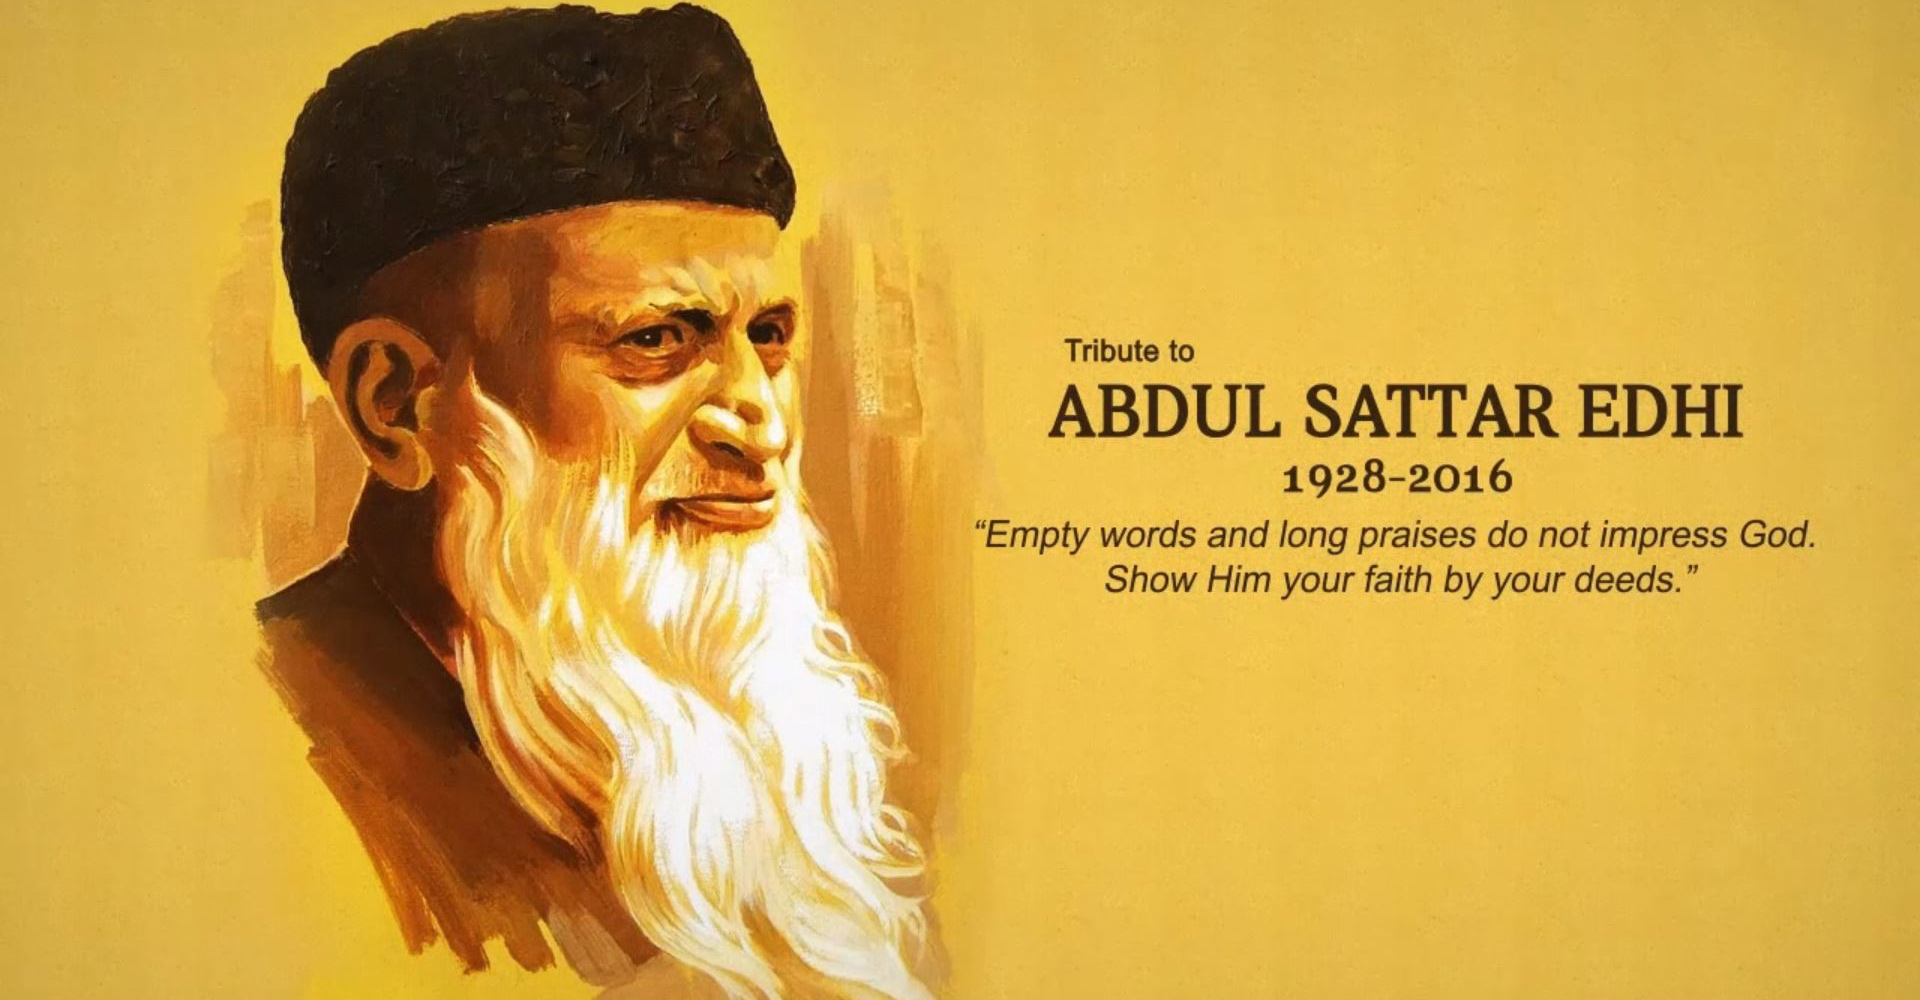 Tribute to
ABDUL SATTAR EDHI
1928-2016
“Empty words and long praises do not impress God.
Show Him your faith by your deeds.”